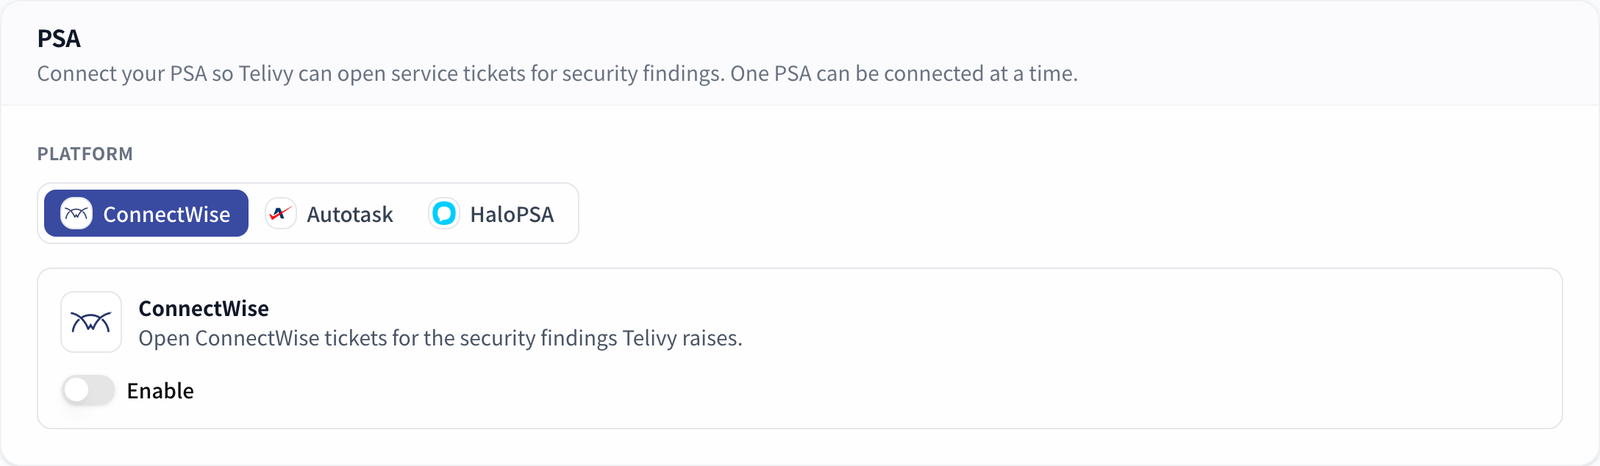 PSA
Connect your PSA so Telivy can open service tickets for security findings. One PSA can be connected at a time.
PLATFORM
ConnectWise Autotask HaloPSA
ConnectWise
Open ConnectWise tickets for the security findings Telivy raises.
Enable